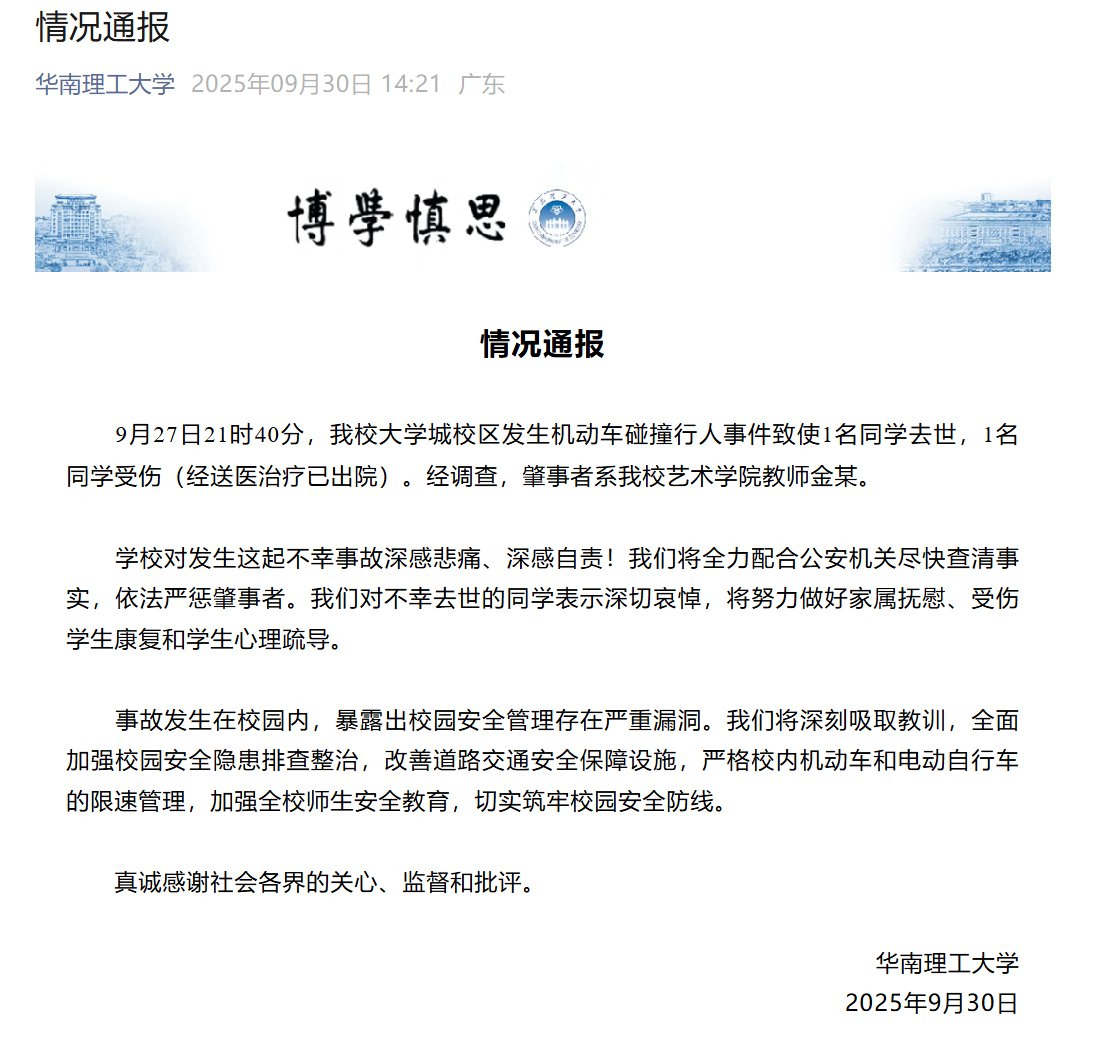 情况通报
华南理工大学 2025年09月30日 14:21 广东
博學慎思
情况通报
9月27日21时40分，我校大学城校区发生机动车碰撞行人事件致使1名同学去世，1名
同学受伤（经送医治疗已出院）。经调查，肇事者系我校艺术学院教师金某。
学校对发生这起不幸事故深感悲痛、深感自责！我们将全力配合公安机关尽快查清事
实，依法严惩肇事者。我们对不幸去世的同学表示深切哀悼，将努力做好家属抚慰、受伤
学生康复和学生心理疏导。
事故发生在校园内，暴露出校园安全管理存在严重漏洞。我们将深刻吸取教训，全面
加强校园安全隐患排查整治，改善道路交通安全保障设施，严格校内机动车和电动自行车
的限速管理，加强全校师生安全教育，切实筑牢校园安全防线。
真诚感谢社会各界的关心、监督和批评。
华南理工大学
2025年9月30日